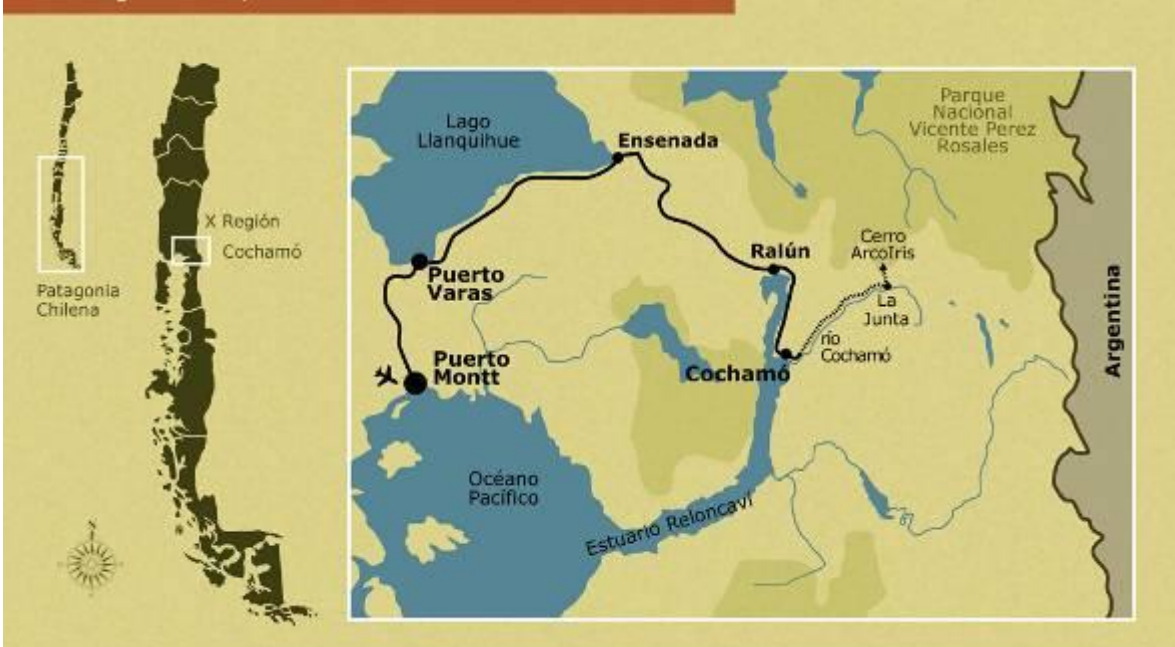 X Región
Cochamó
Patagonia
Chilena
Lago
Llanquihue
Ensenada
Parque
Nacional
Vicente Perez
Rosales
Puerto
Varas
Puerto
Montt
Ralún
Cerro
ArcoIris
La
Junta
río
Cochamó
Cochamó
Argentina
Océano
Pacífico
Estuario Reloncaví